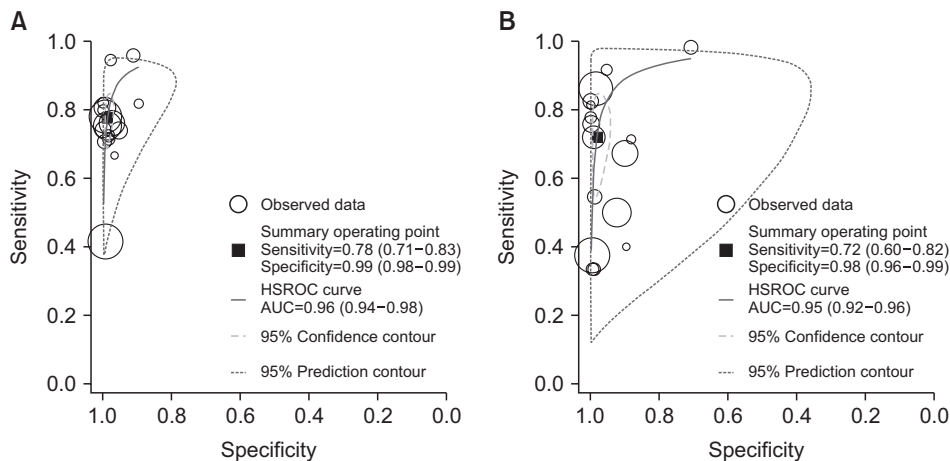 A
Sensitivity
1.0
0.8
0.6
0.4
0.2
0.0
Observed data
Summary operating point
Sensitivity=0.78 (0.71–0.83)
Specificity=0.99 (0.98–0.99)
HSROC curve
AUC=0.96 (0.94–0.98)
95% Confidence contour
95% Prediction contour
1.0 0.8 0.6 0.4 0.2 0.0
Specificity
B
Sensitivity
1.0
0.8
0.6
0.4
0.2
0.0
Observed data
Summary operating point
Sensitivity=0.72 (0.60–0.82)
Specificity=0.98 (0.96–0.99)
HSROC curve
AUC=0.95 (0.92–0.96)
95% Confidence contour
95% Prediction contour
1.0 0.8 0.6 0.4 0.2 0.0
Specificity